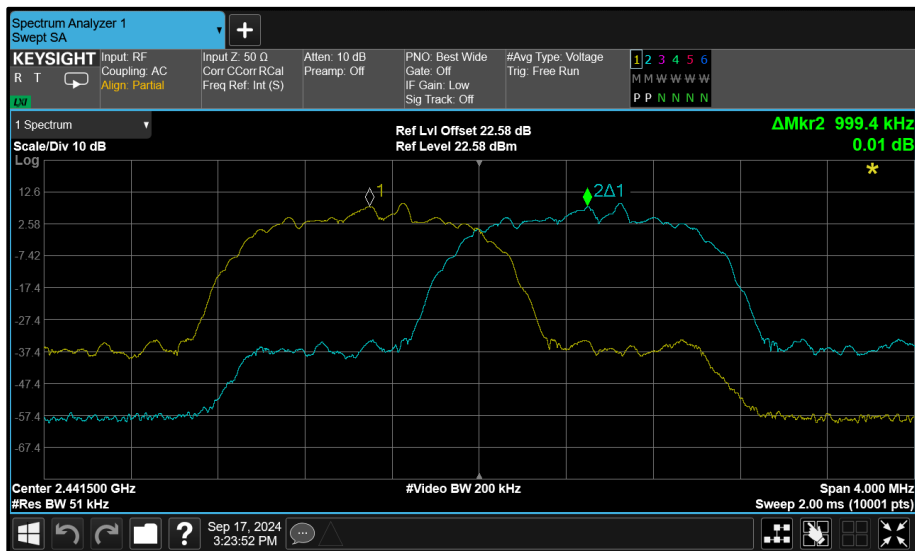 Spectrum Analyzer 1
Swept SA
KEYSIGHT
R T
LXI
Input: RF
Coupling: AC
Align: Partial
Input Z: 50 Ω
Corr CCorr RCal
Freq Ref: Int (S)
Atten: 10 dB
Preamp: Off
PNO: Best Wide
Gate: Off
IF Gain: Low
Sig Track: Off
#Avg Type: Voltage
Trig: Free Run
1 2 3 4 5 6
M M W W W W
P P N N N N
1 Spectrum
Scale/Div 10 dB
Ref Lvl Offset 22.58 dB
Ref Level 22.58 dBm
ΔMkr2 999.4 kHz
0.01 dB
Log
*
1
2Δ1
12.6
2.58
-7.42
-17.4
-27.4
-37.4
-47.4
-57.4
-67.4
Center 2.441500 GHz
#Video BW 200 kHz
Span 4.000 MHz
#Res BW 51 kHz
Sweep 2.00 ms (10001 pts)
?
Sep 17, 2024
3:23:52 PM